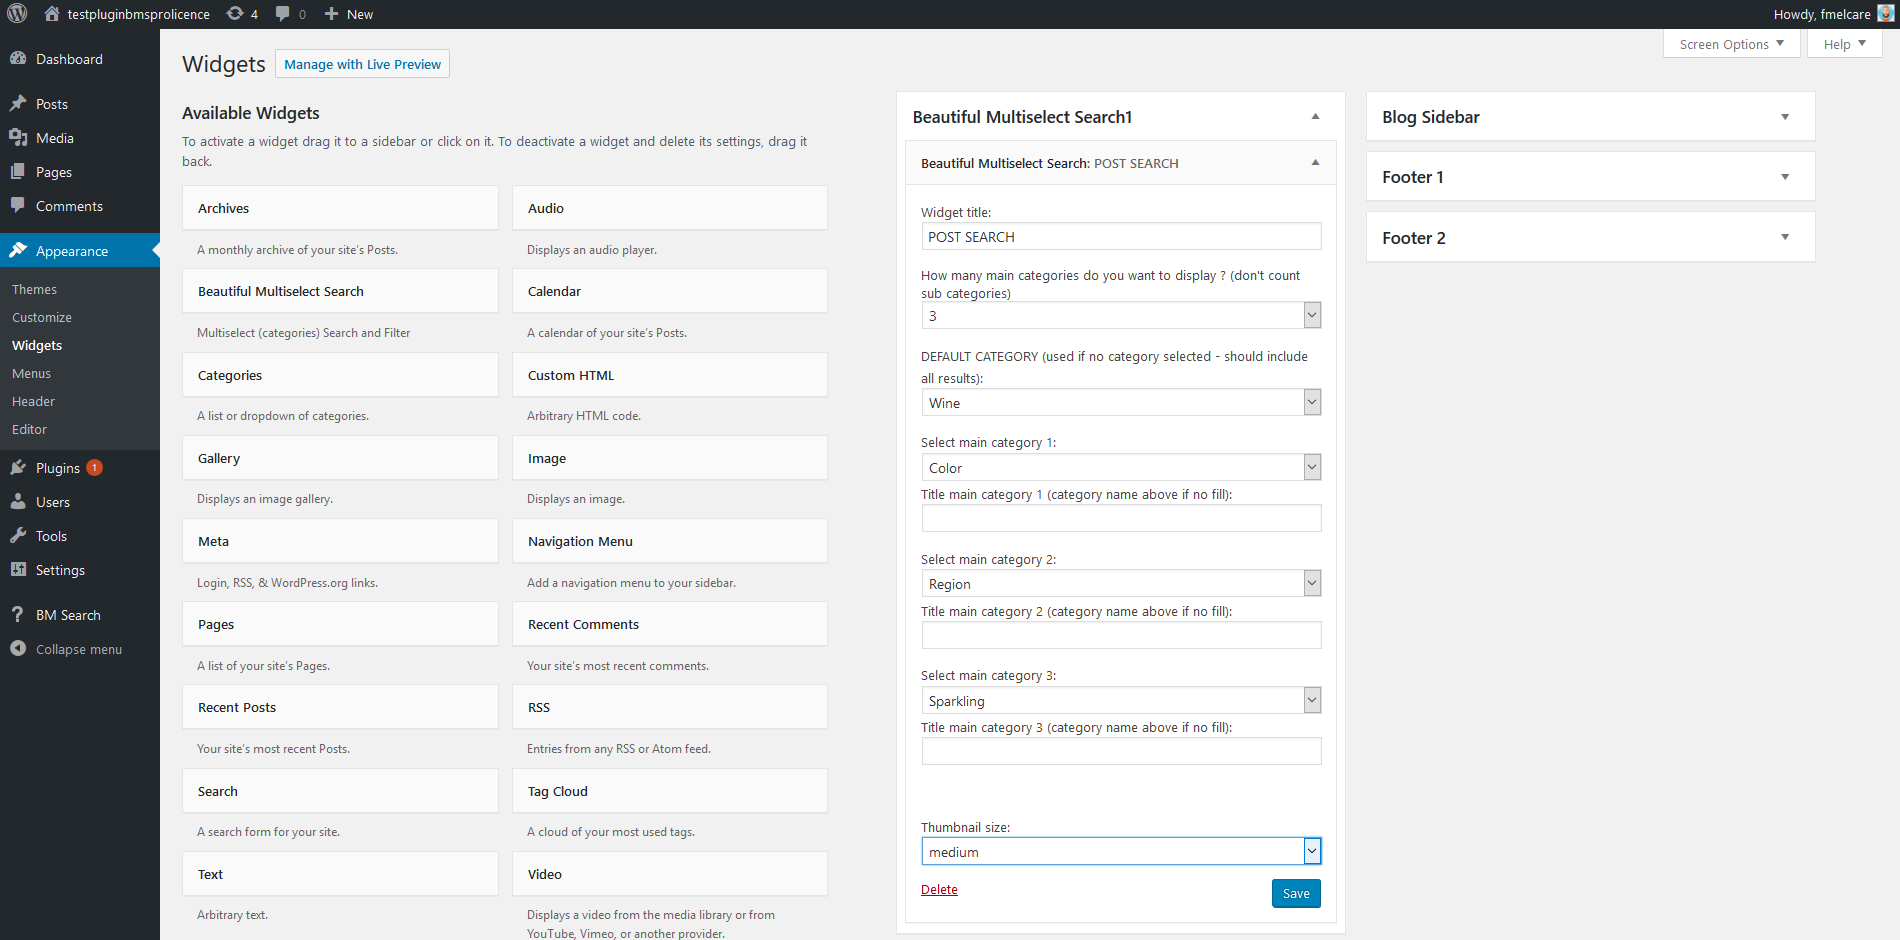 testpluginbmsprolicence 4 0 New Howdy, fmelcare
Screen Options Help
Dashboard
Posts
Media
Pages
Comments
Appearance
Themes
Customize
Widgets
Menus
Header
Editor
Plugins 1
Users
Tools
Settings
BM Search
Collapse menu
Widgets Manage with Live Preview
Available Widgets
To activate a widget drag it to a sidebar or click on it. To deactivate a widget and delete its settings, drag it
back.
Archives Audio
A monthly archive of your site's Posts. Displays an audio player.
Beautiful Multiselect Search Calendar
Multiselect (categories) Search and Filter A calendar of your site's Posts.
Categories Custom HTML
A list or dropdown of categories. Arbitrary HTML code.
Gallery Image
Displays an image gallery. Displays an image.
Meta Navigation Menu
Login, RSS, & WordPress.org links. Add a navigation menu to your sidebar.
Pages Recent Comments
A list of your site's Pages. Your site's most recent comments.
Recent Posts RSS
Your site's most recent Posts. Entries from any RSS or Atom feed.
Search Tag Cloud
A search form for your site. A cloud of your most used tags.
Text Video
Arbitrary text. Displays a video from the media library or from
YouTube, Vimeo, or another provider.
Beautiful Multiselect Search1
Beautiful Multiselect Search: POST SEARCH
Widget title:
POST SEARCH
How many main categories do you want to display ? (don't count
sub categories)
3
DEFAULT CATEGORY (used if no category selected - should include
all results):
Wine
Select main category 1:
Color
Title main category 1 (category name above if no fill):
Select main category 2:
Region
Title main category 2 (category name above if no fill):
Select main category 3:
Sparkling
Title main category 3 (category name above if no fill):
Thumbnail size:
medium
Delete Save
Blog Sidebar
Footer 1
Footer 2